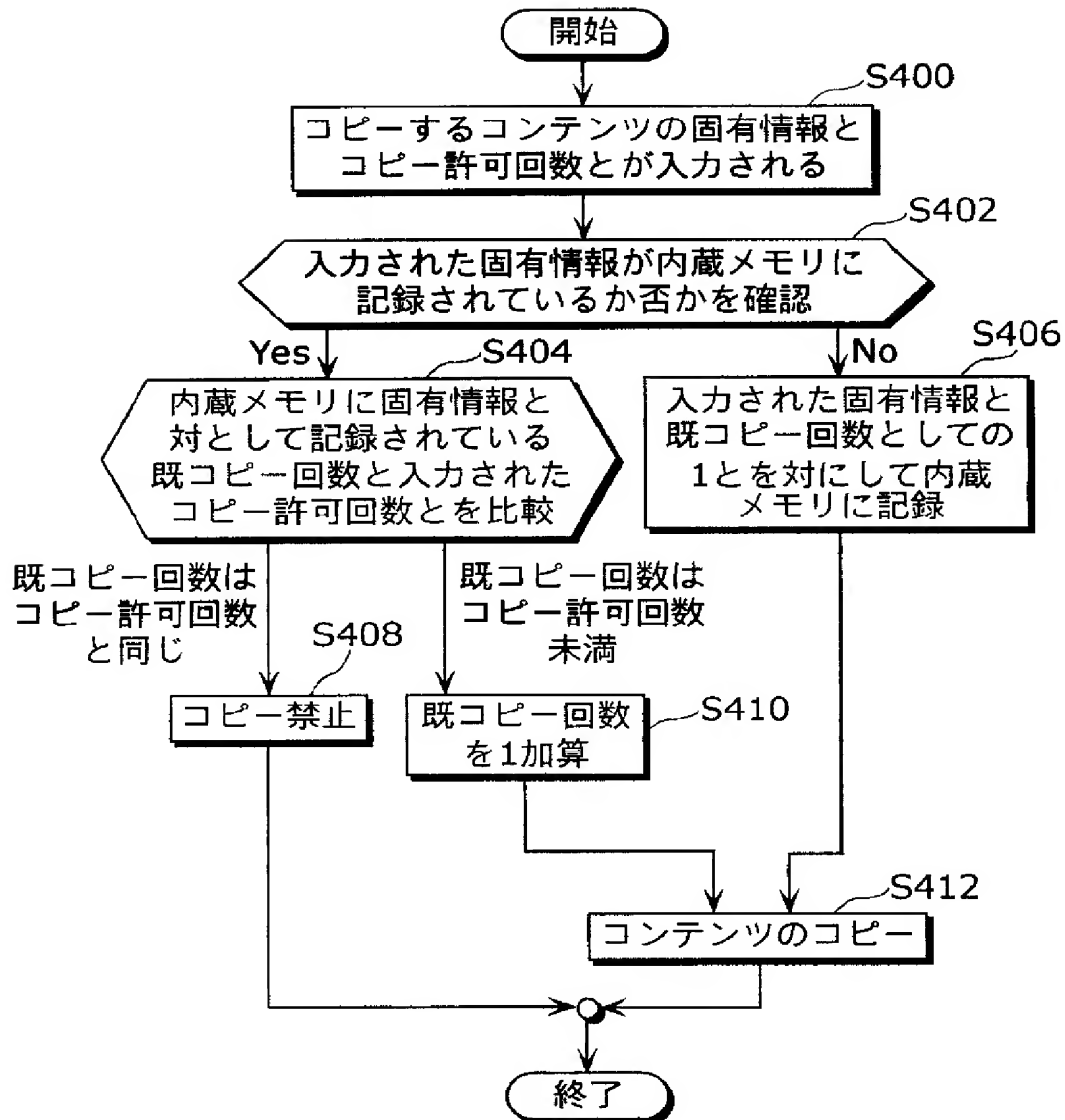 開始
S400
コピーするコンテンツの固有情報と
コピー許可回数とが入力される
S402
入力された固有情報が内蔵メモリに
記録されているか否かを確認
Yes
S404
No
S406
内蔵メモリに固有情報と
対として記録されている
既コピー回数と入力された
コピー許可回数とを比較
入力された固有情報と
既コピー回数としての
1とを対にして内蔵
メモリに記録
既コピー回数は
コピー許可回数
と同じ
既コピー回数は
コピー許可回数
未満
S408
コピー禁止
S410
既コピー回数
を1加算
S412
コンテンツのコピー
終了